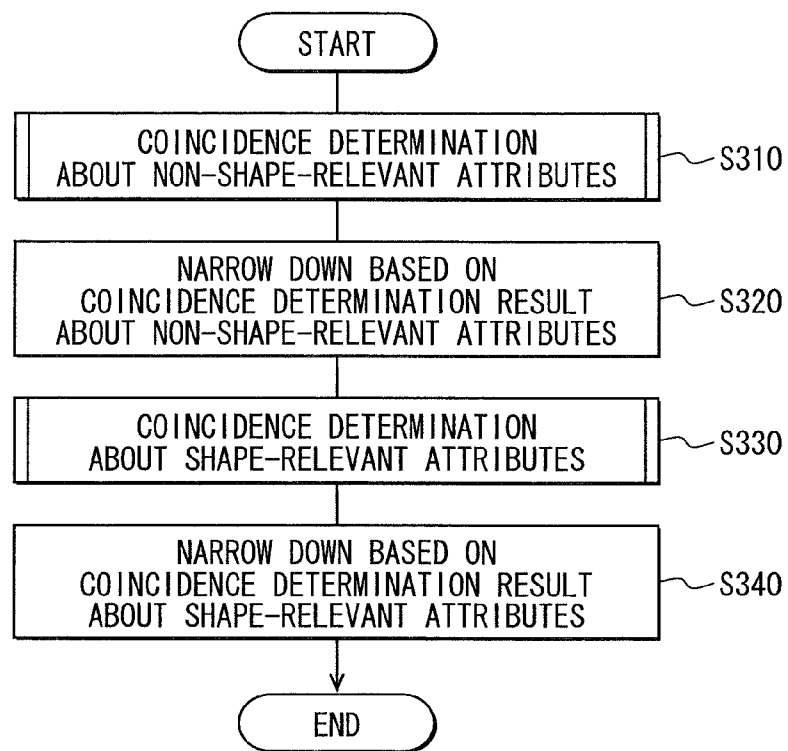 START
COINCIDENCE DETERMINATION
ABOUT NON-SHAPE-RELEVANT ATTRIBUTES
S310
NARROW DOWN BASED ON
COINCIDENCE DETERMINATION RESULT
ABOUT NON-SHAPE-RELEVANT ATTRIBUTES
S320
COINCIDENCE DETERMINATION
ABOUT SHAPE-RELEVANT ATTRIBUTES
S330
NARROW DOWN BASED ON
COINCIDENCE DETERMINATION RESULT
ABOUT SHAPE-RELEVANT ATTRIBUTES
S340
END